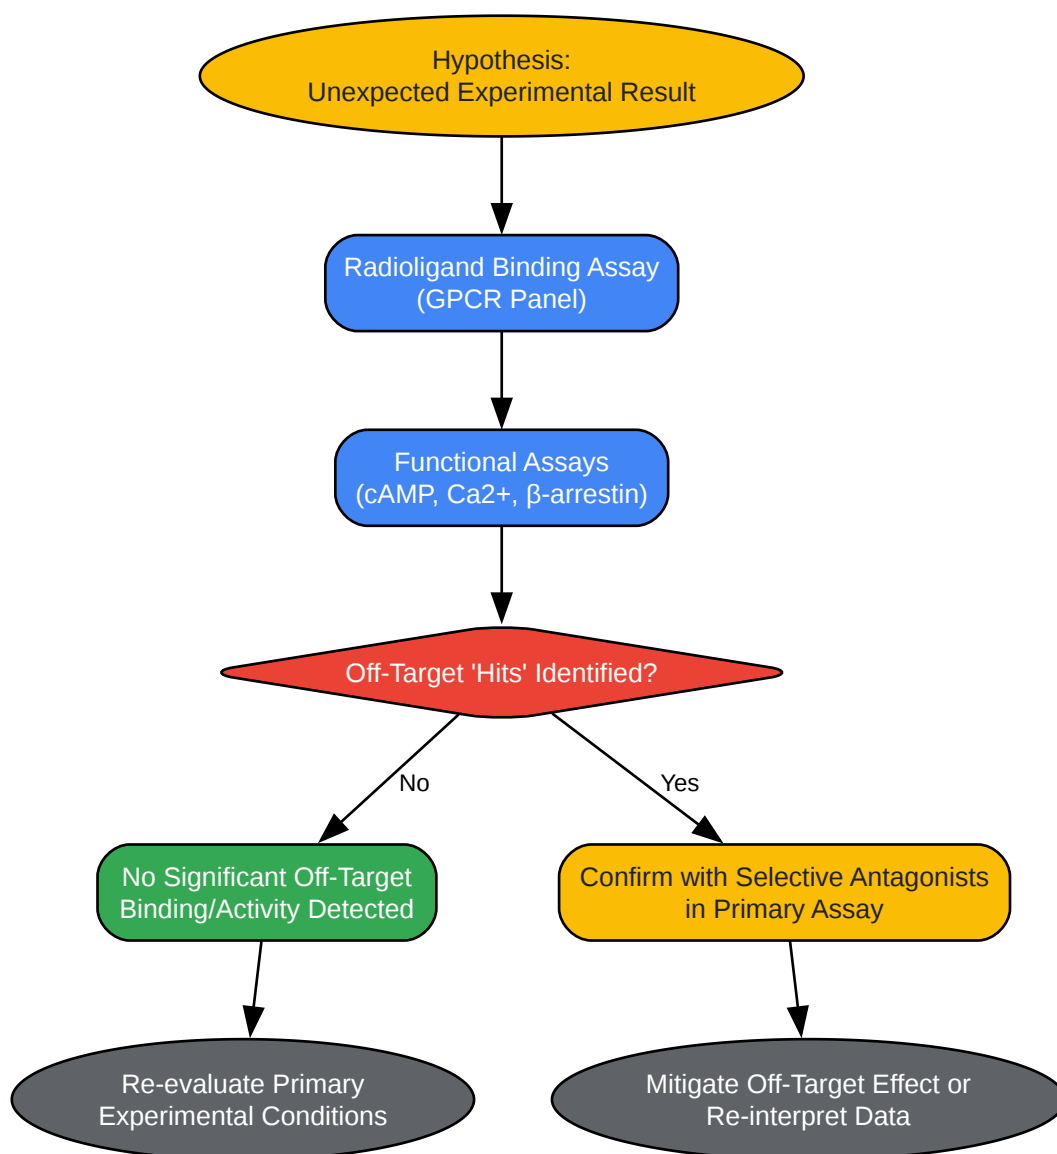 Hypothesis:
Unexpected Experimental Result
Radioligand Binding Assay
(GPCR Panel)
Functional Assays
(cAMP, Ca2+, β-arrestin)
Off-Target 'Hits' Identified?
No
Yes
No Significant Off-Target
Binding/Activity Detected
Confirm with Selective Antagonists
in Primary Assay
Re-evaluate Primary
Experimental Conditions
Mitigate Off-Target Effect or
Re-interpret Data